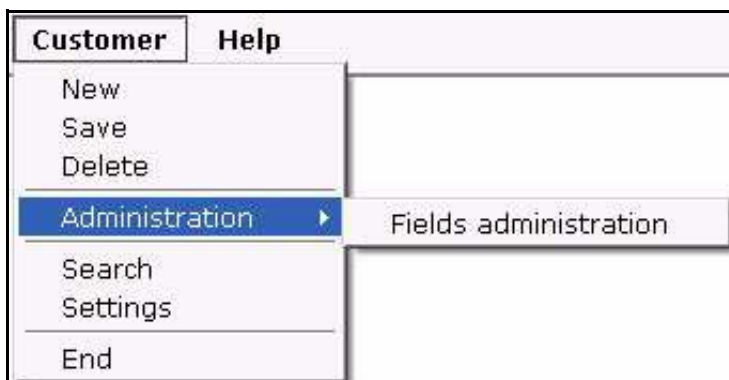 Customer Help
New
Save
Delete
Administration
Fields administration
Search
Settings
End